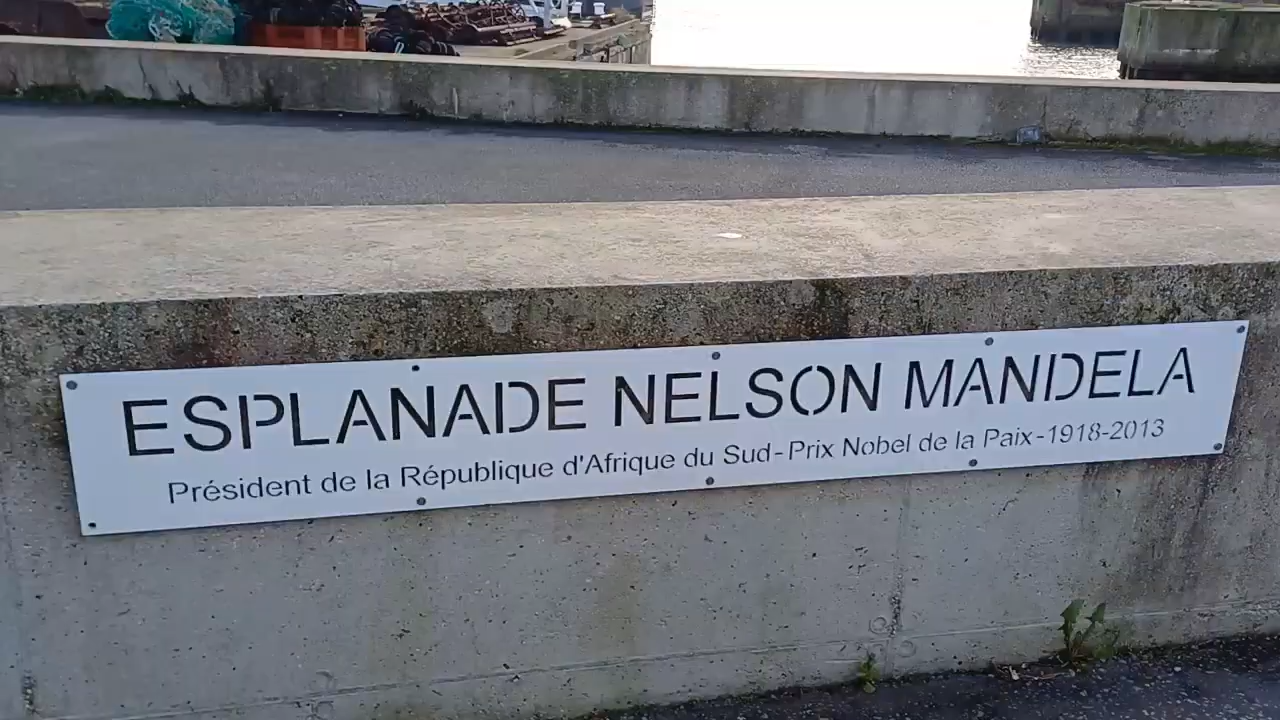 ESPLANADE NELSON MANDELA
Président de la République d'Afrique du Sud-Prix Nobel de la Paix-1918-2013